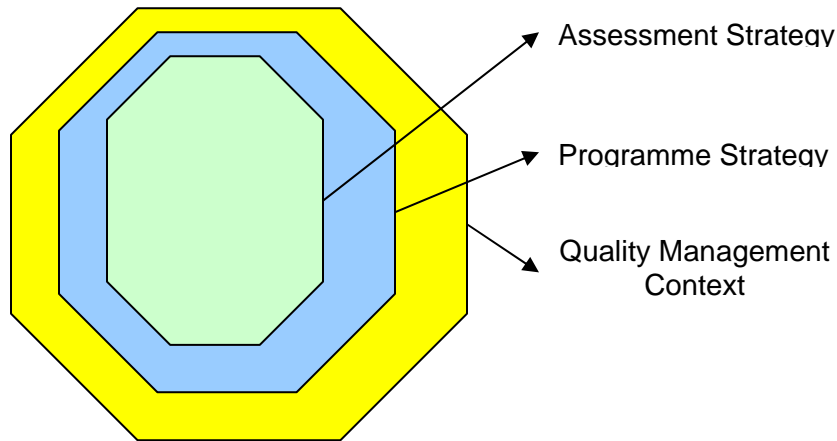 Assessment Strategy
Programme Strategy
Quality Management
Context